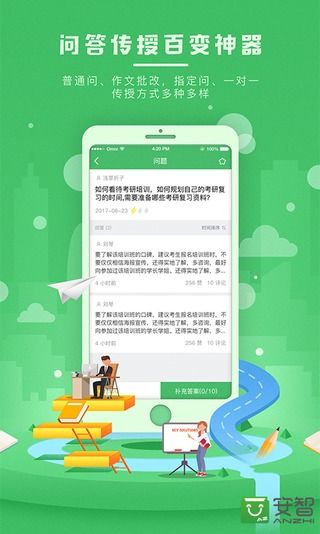 问答传授百变神器
普通问、作文批改，指定问、一对一
传授方式多种多样
Omni
4:20 PM
问题
浅草折子
如何看待考研培训，如何规划自己的考研复
习的时间,需要准备哪些考研复习资料?
2017-06-23
回答 (2)
时间排序
刘琴
要了解该培训班的口碑，建议考生报名培训班时，不
要仅仅相信海报宣传，还得实地了解，多咨询，最好
向参加过该培训班的学长学姐，还得实地了解，多...
4 小时前
256 赞
10 评论
刘琴
要了解该培训班的口碑，建议考生报名培训班时，不
要仅仅相信海报宣传，还得实地了解，多咨询，最好
向参加过该培训班的学长学姐，还得实地了解，多...
4 小时前
256 赞
10 评论
补充答案(0/10)
KEY SOLUTIONS
安智
ANZHI